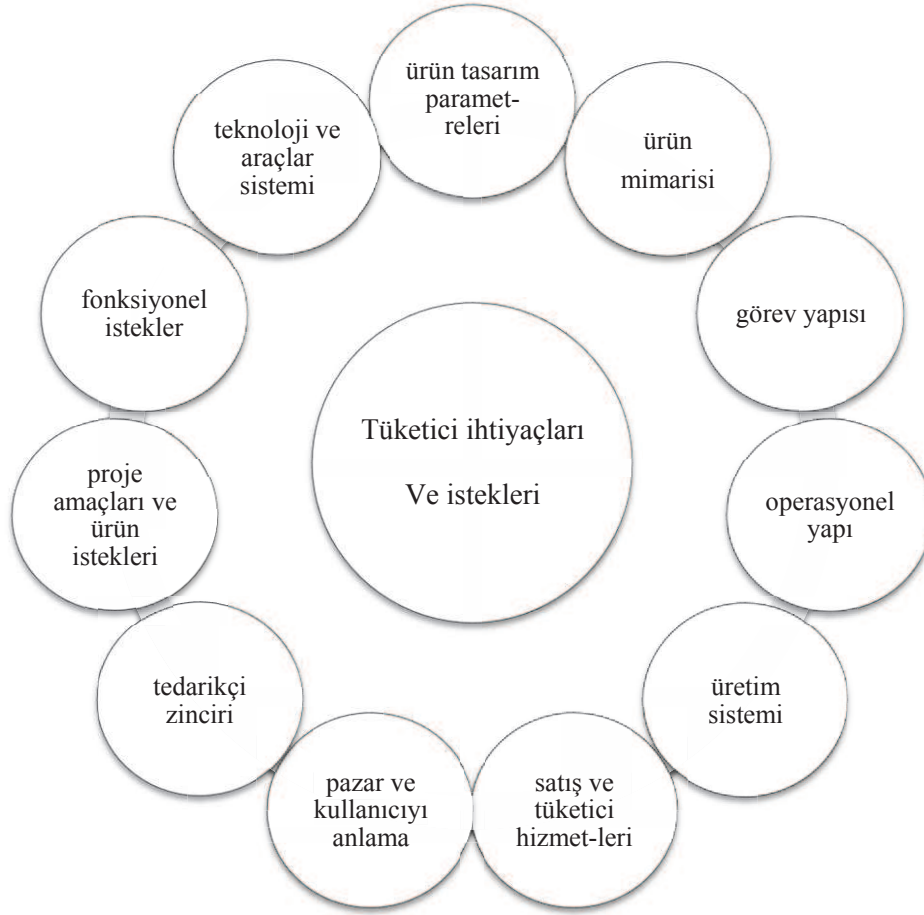 ürün tasarım
paramet-
releri
ürün
mimarisi
görev yapısı
operasyonel
yapı
üretim
sistemi
satış ve
tüketici
hizmet-leri
pazar ve
kullanıcıyı
anlama
tedarikçi
zinciri
proje
amaçları ve
ürün
istekleri
fonksiyonel
istekler
teknoloji ve
araçlar
sistemi
Tüketici ihtiyaçları
Ve istekleri